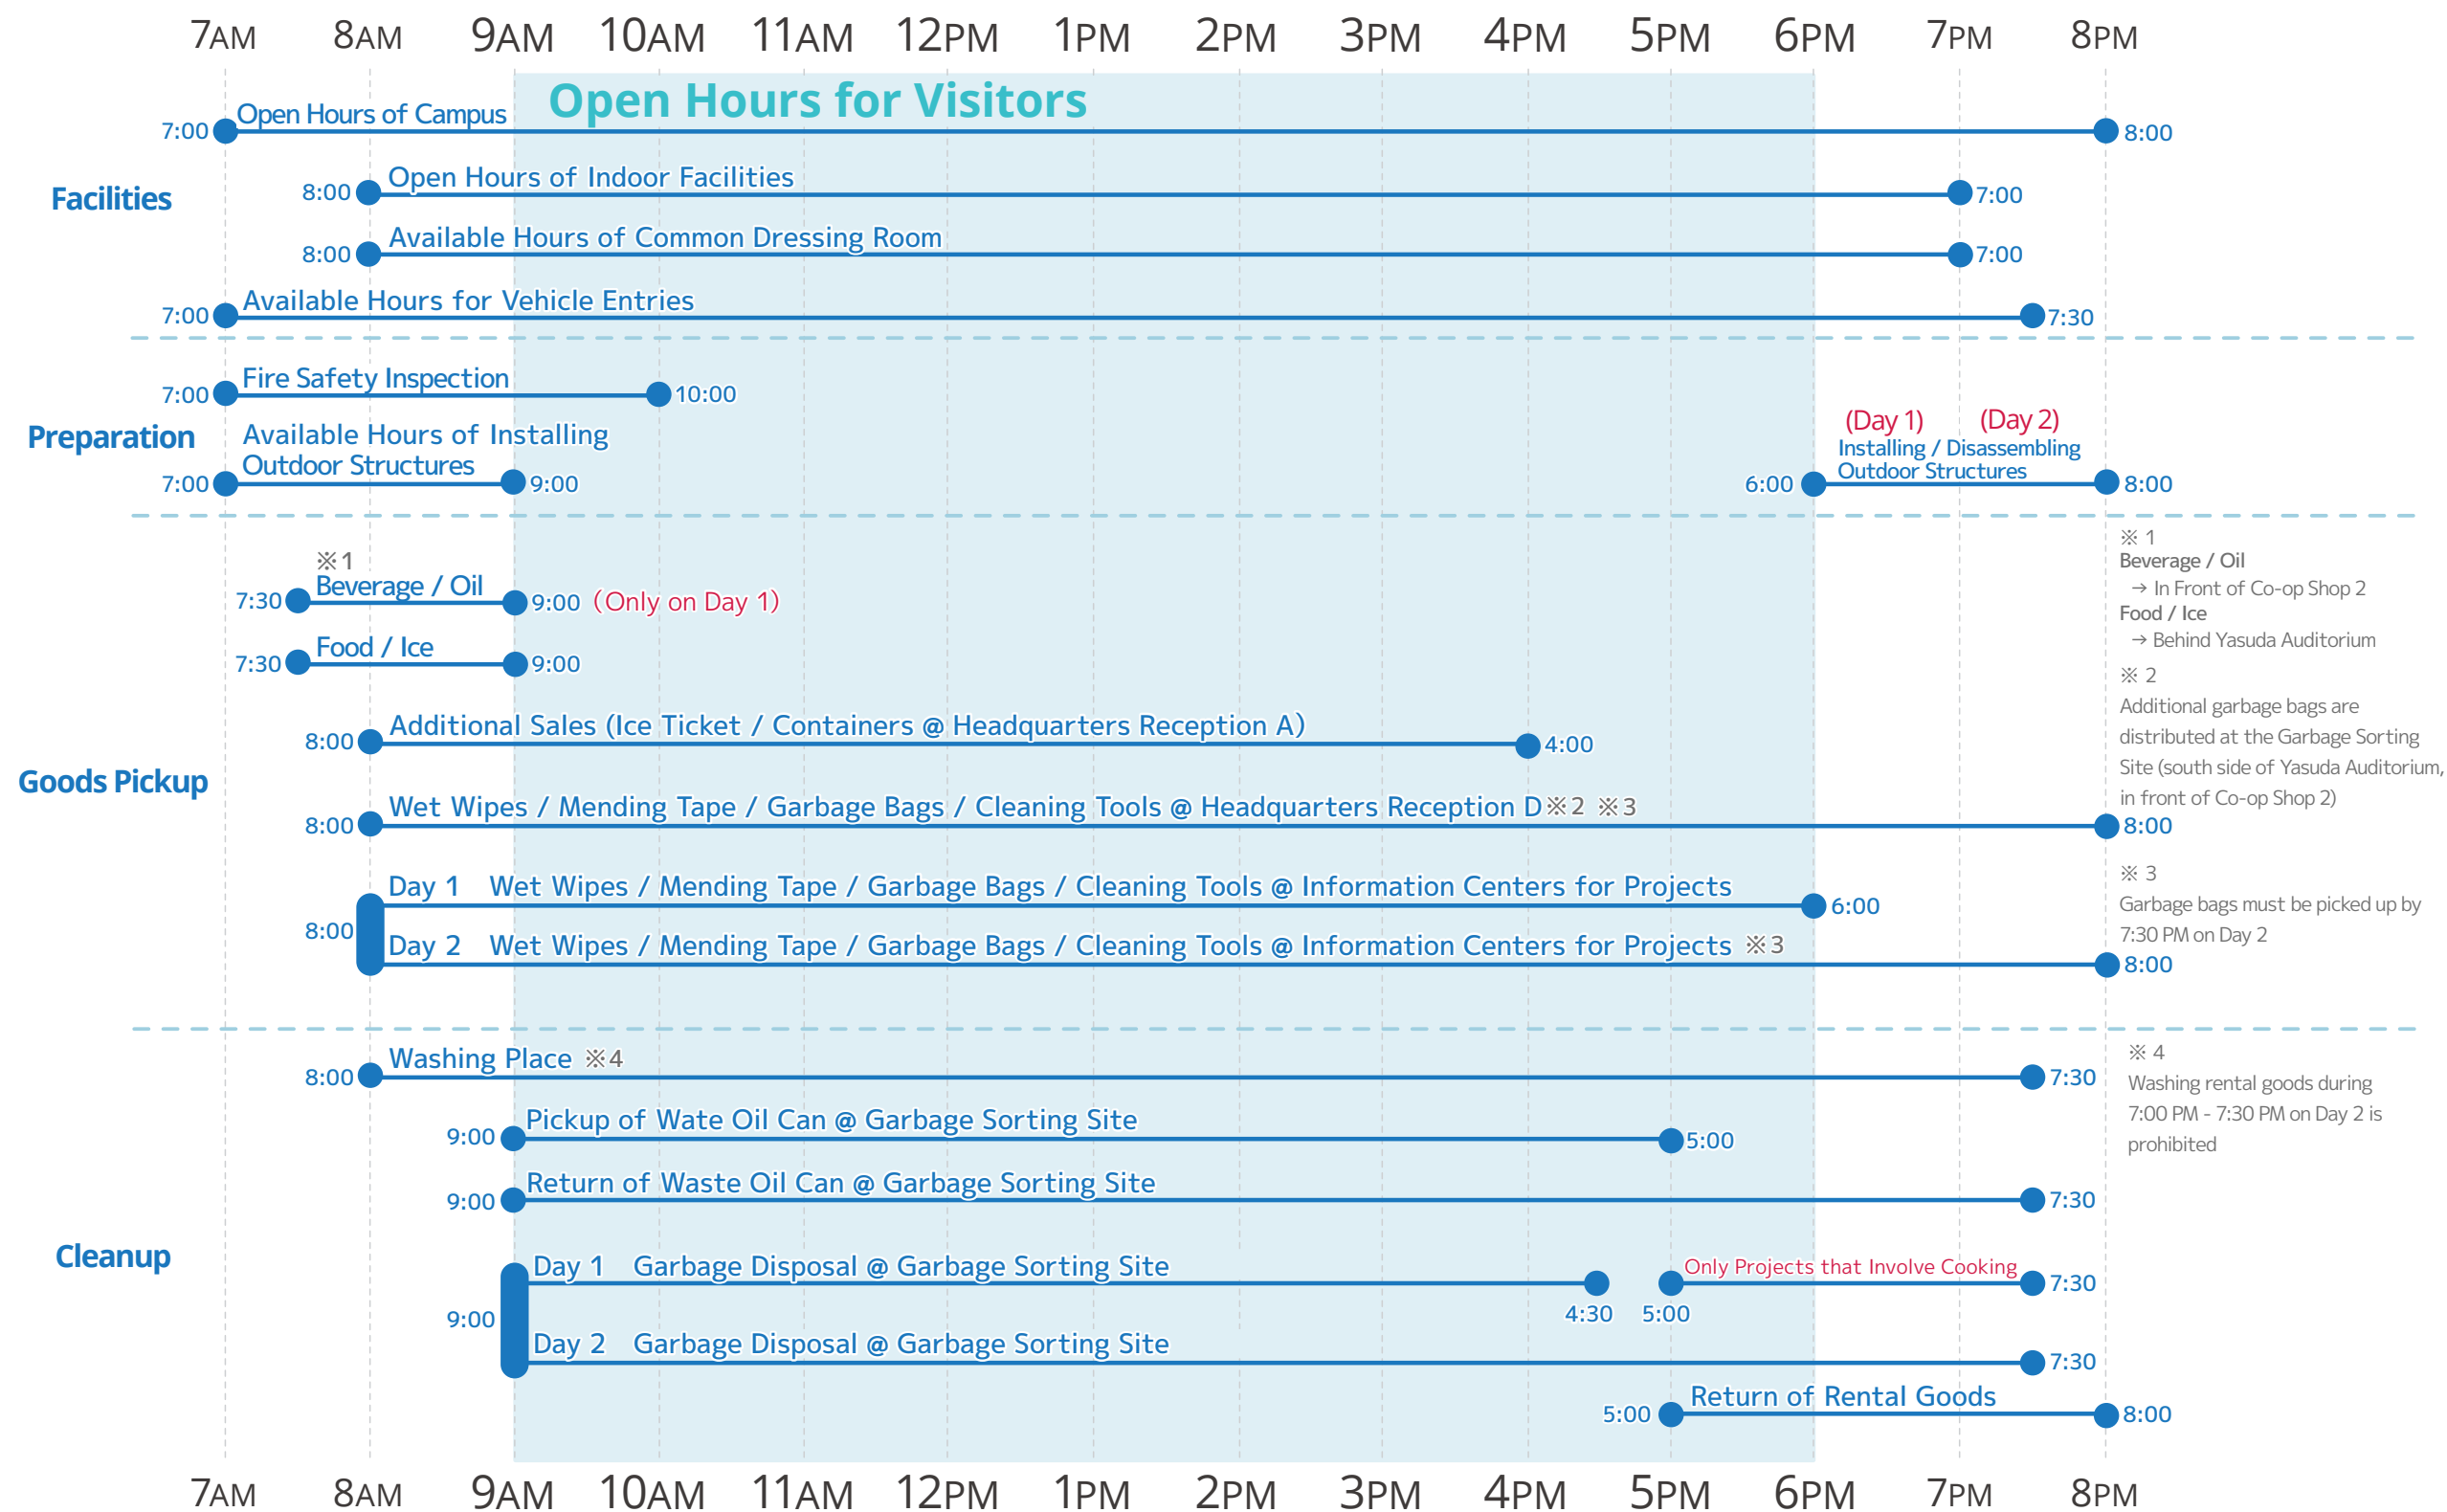 7AM 8AM 9AM 10AM 11AM 12PM 1PM 2PM 3PM 4PM 5PM 6PM 7PM 8PM
Open Hours for Visitors
Open Hours of Campus
7:00 8:00
Facilities
Open Hours of Indoor Facilities
8:00 7:00
Available Hours of Common Dressing Room
8:00 7:00
Available Hours for Vehicle Entries
7:00 7:30
Preparation
Fire Safety Inspection
7:00 10:00
Available Hours of Installing
Outdoor Structures
7:00 9:00
(Day 1) (Day 2)
Installing / Disassembling
Outdoor Structures
6:00 8:00
Goods Pickup
※1
Beverage / Oil
7:30 9:00 (Only on Day 1)
Food / Ice
7:30 9:00
Additional Sales (Ice Ticket / Containers @ Headquarters Reception A)
8:00 4:00
Wet Wipes / Mending Tape / Garbage Bags / Cleaning Tools @ Headquarters Reception D※2 ※3
8:00 8:00
Day 1 Wet Wipes / Mending Tape / Garbage Bags / Cleaning Tools @ Information Centers for Projects
6:00
8:00
Day 2 Wet Wipes / Mending Tape / Garbage Bags / Cleaning Tools @ Information Centers for Projects ※3
8:00
※ 1
Beverage / Oil
→ In Front of Co-op Shop 2
Food / Ice
→ Behind Yasuda Auditorium
※ 2
Additional garbage bags are
distributed at the Garbage Sorting
Site (south side of Yasuda Auditorium,
in front of Co-op Shop 2)
※ 3
Garbage bags must be picked up by
7:30 PM on Day 2
Cleanup
Washing Place ※4
8:00 7:30
Pickup of Wate Oil Can @ Garbage Sorting Site
9:00 5:00
Return of Waste Oil Can @ Garbage Sorting Site
9:00 7:30
Day 1 Garbage Disposal @ Garbage Sorting Site
Only Projects that Involve Cooking
7:30
4:30 5:00
9:00
Day 2 Garbage Disposal @ Garbage Sorting Site
7:30
Return of Rental Goods
5:00 8:00
※ 4
Washing rental goods during
7:00 PM - 7:30 PM on Day 2 is
prohibited
7AM 8AM 9AM 10AM 11AM 12PM 1PM 2PM 3PM 4PM 5PM 6PM 7PM 8PM